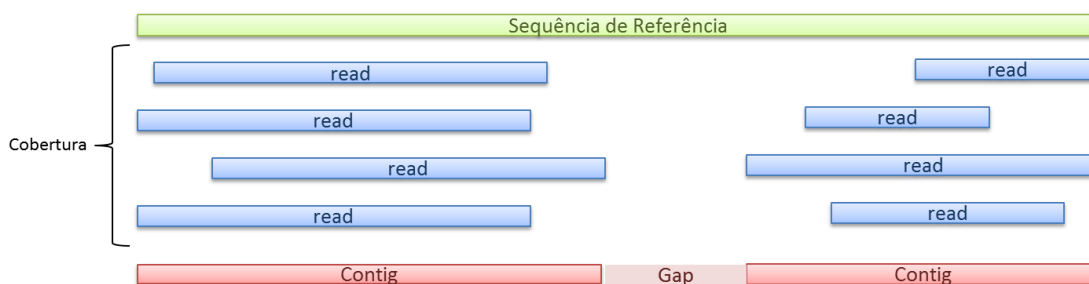 Sequência de Referência
read
read
read
read
Cobertura
read
read
read
read
Contig
Gap
Contig